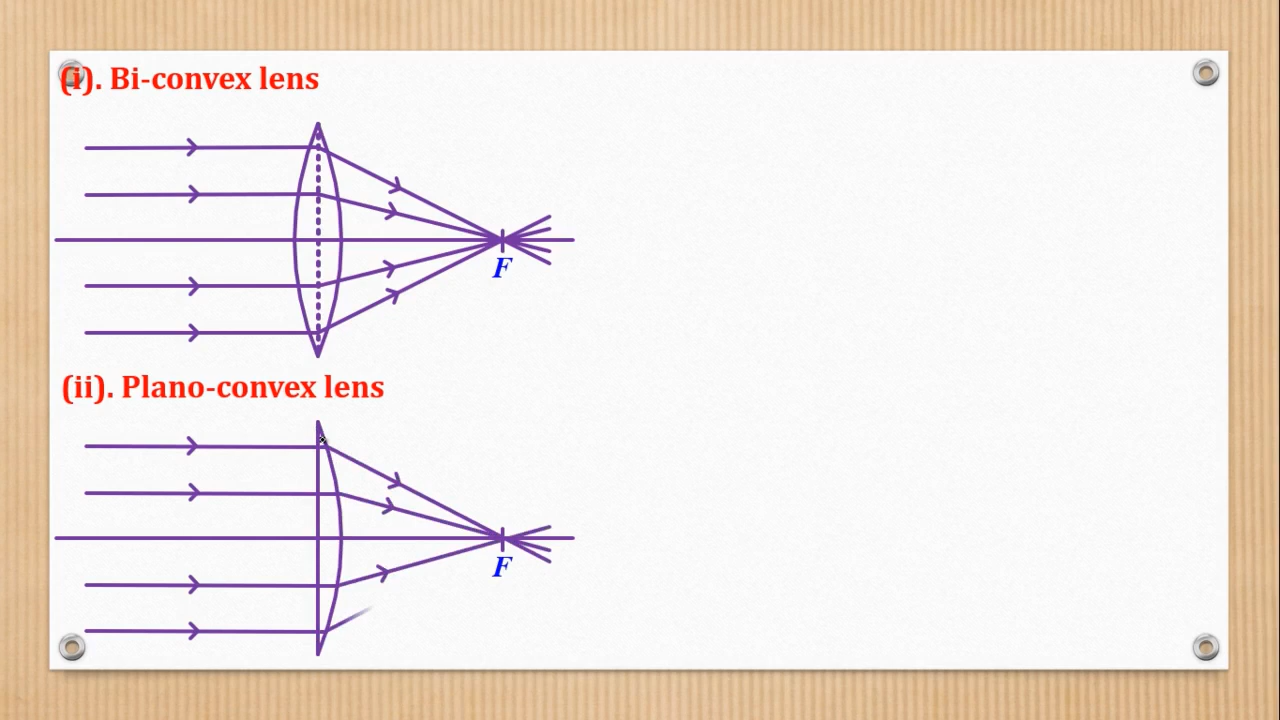 (i). Bi-convex lens
F
(ii). Plano-convex lens
F